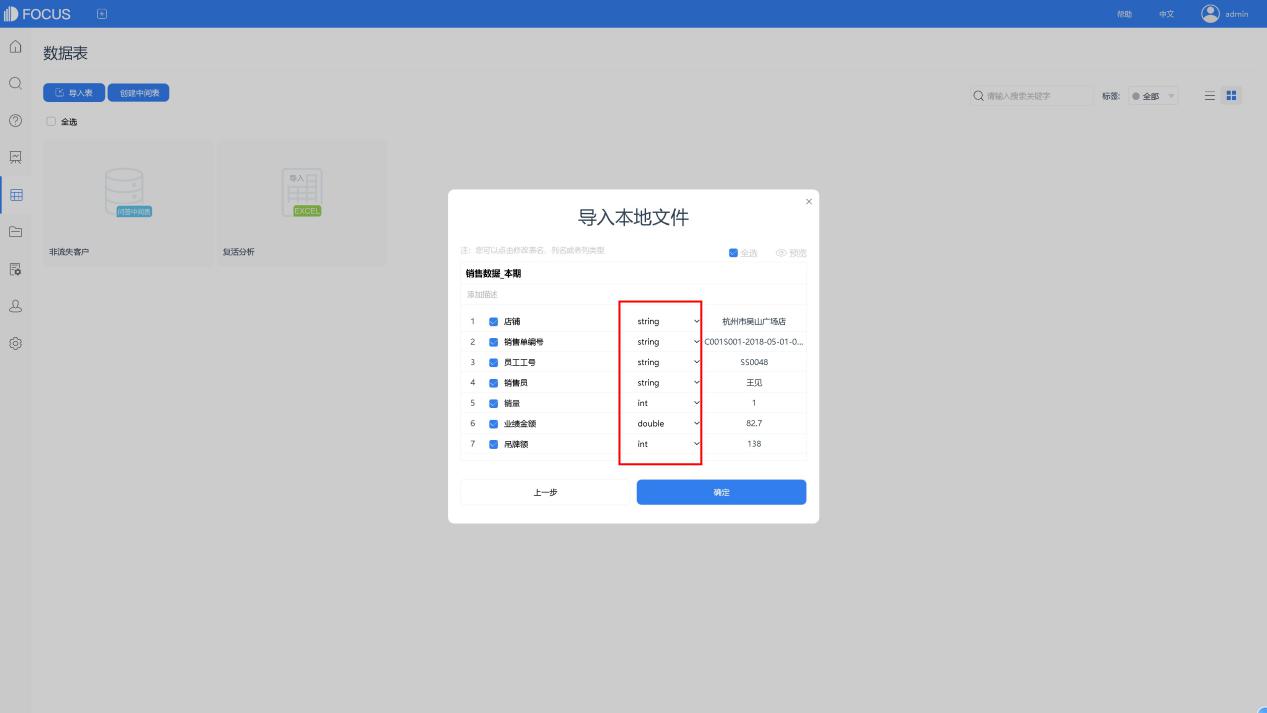 FOCUS
帮助 中文 admin
数据表
导入表 创建中间表
请输入搜索关键字 标签: 全部
全选
问答中间表
导入
EXCEL
非流失客户 复活分析
导入本地文件
注：您可以点击修改表名、列名或者列类型 全选 预览
销售数据_本期
添加描述
1 店铺 string 杭州市吴山广场店
2 销售单编号 string C001S001-2018-05-01-0...
3 员工工号 string SS0048
4 销售员 string 王见
5 销量 int 1
6 业绩金额 double 82.7
7 吊牌额 int 138
上一步 确定